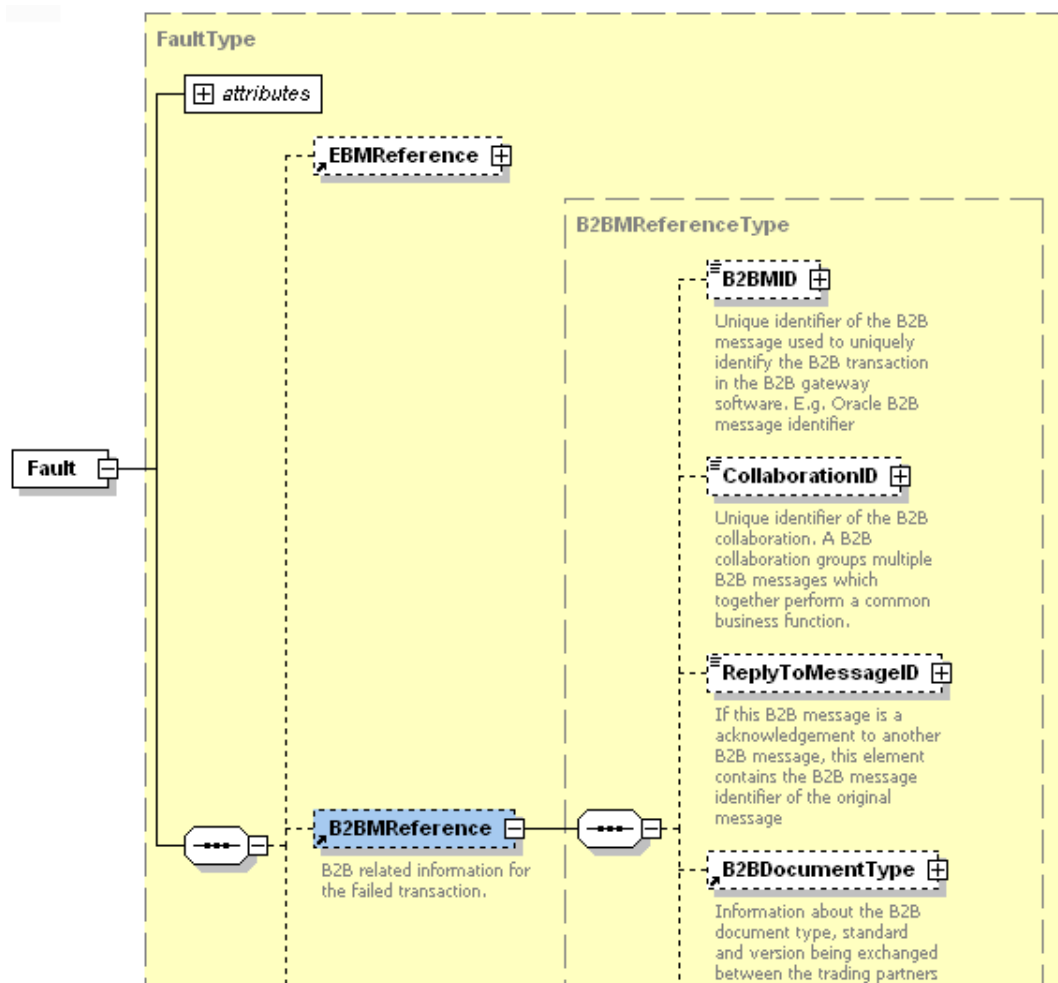 FaultType
attributes
EBMReference
B2BMReferenceType
B2BMID
Unique identifier of the B2B
message used to uniquely
identify the B2B transaction
in the B2B gateway
software. E.g. Oracle B2B
message identifier
Fault
CollaborationID
Unique identifier of the B2B
collaboration. A B2B
collaboration groups multiple
B2B messages which
together perform a common
business function.
ReplyToMessageID
If this B2B message is a
acknowledgement to another
B2B message, this element
contains the B2B message
identifier of the original
message
B2BMReference
B2B related information for
the failed transaction.
B2BDocumentType
Information about the B2B
document type, standard
and version being exchanged
between the trading partners